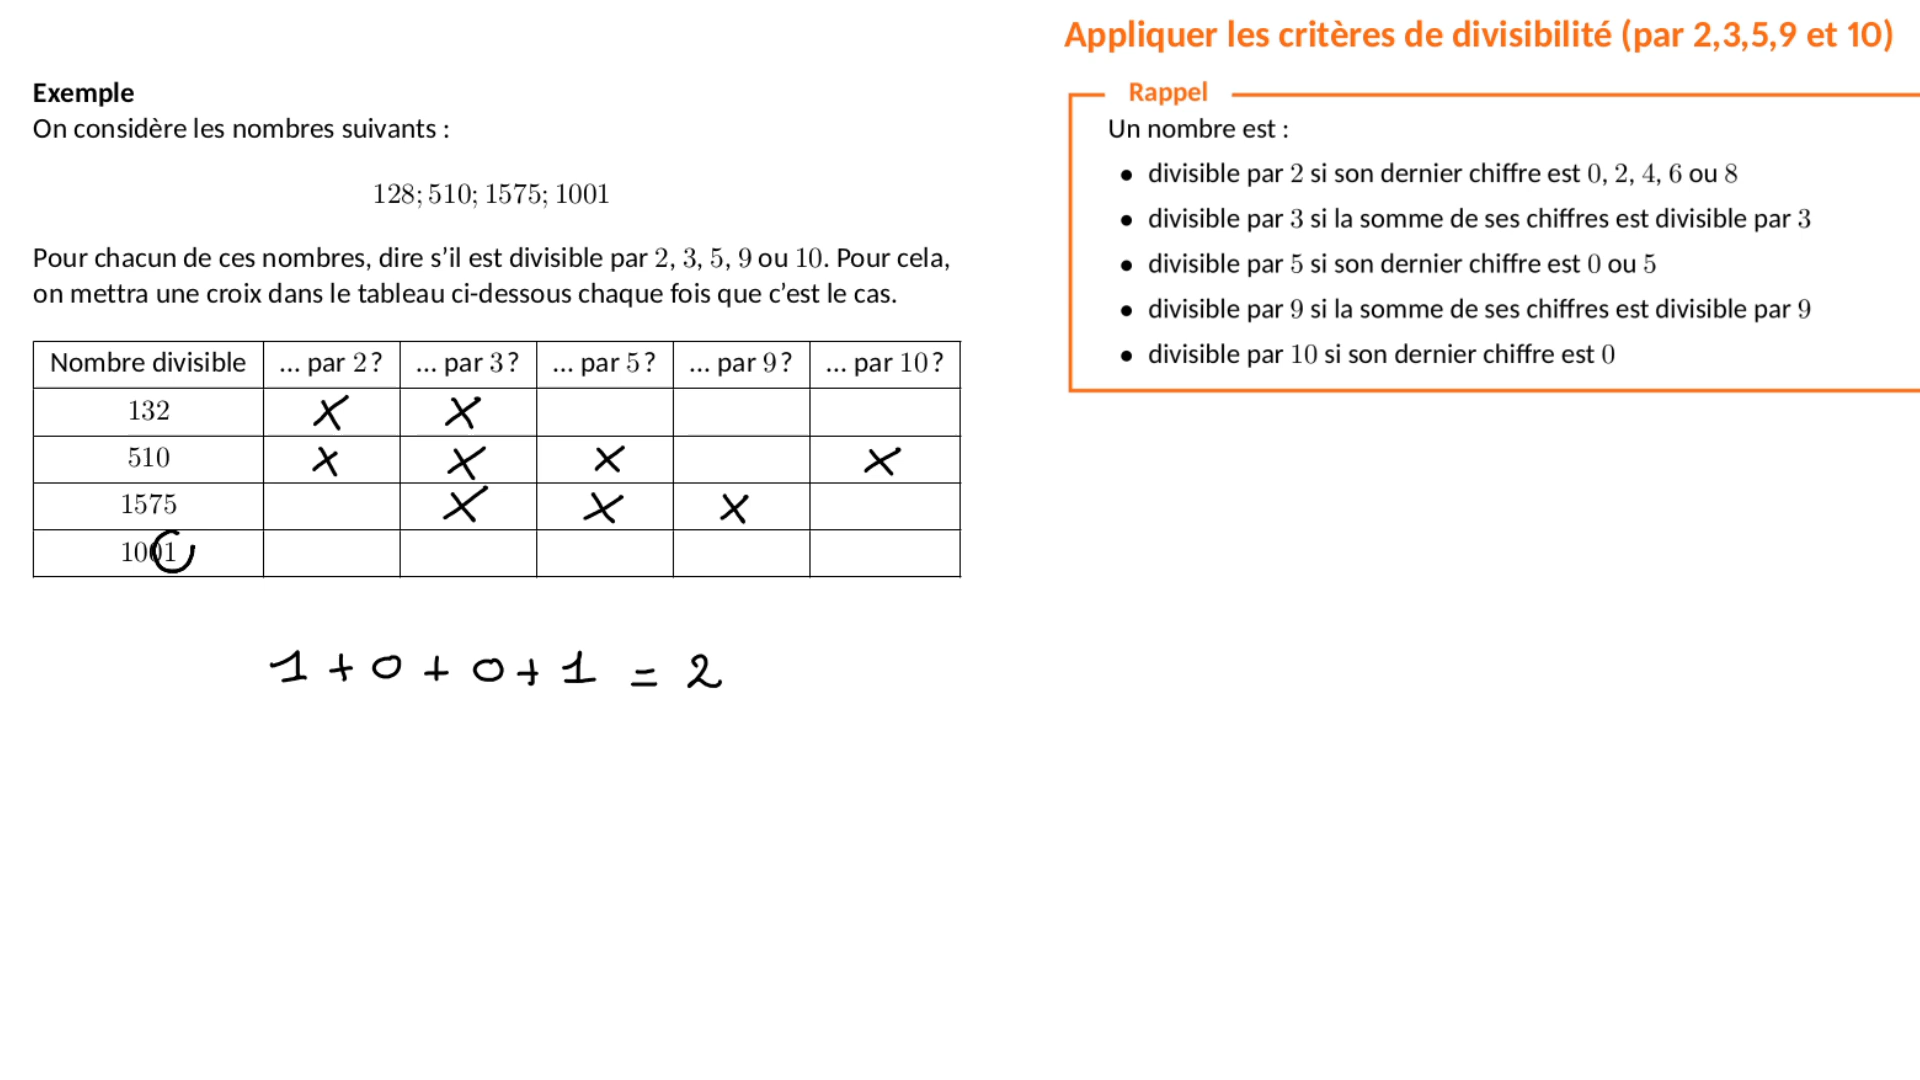 Appliquer les critères de divisibilité (par 2,3,5,9 et 10)
Exemple
On considère les nombres suivants :
128; 510; 1575; 1001
Pour chacun de ces nombres, dire s'il est divisible par 2, 3, 5, 9 ou 10. Pour cela,
on mettra une croix dans le tableau ci-dessous chaque fois que c'est le cas.
Nombre divisible ... par 2 ? ... par 3 ? ... par 5 ? ... par 9 ? ... par 10 ?
132 X X
510 X X X X
1575 X X X
1001
1 + 0 + 0 + 1 = 2
Rappel
Un nombre est :
• divisible par 2 si son dernier chiffre est 0, 2, 4, 6 ou 8
• divisible par 3 si la somme de ses chiffres est divisible par 3
• divisible par 5 si son dernier chiffre est 0 ou 5
• divisible par 9 si la somme de ses chiffres est divisible par 9
• divisible par 10 si son dernier chiffre est 0